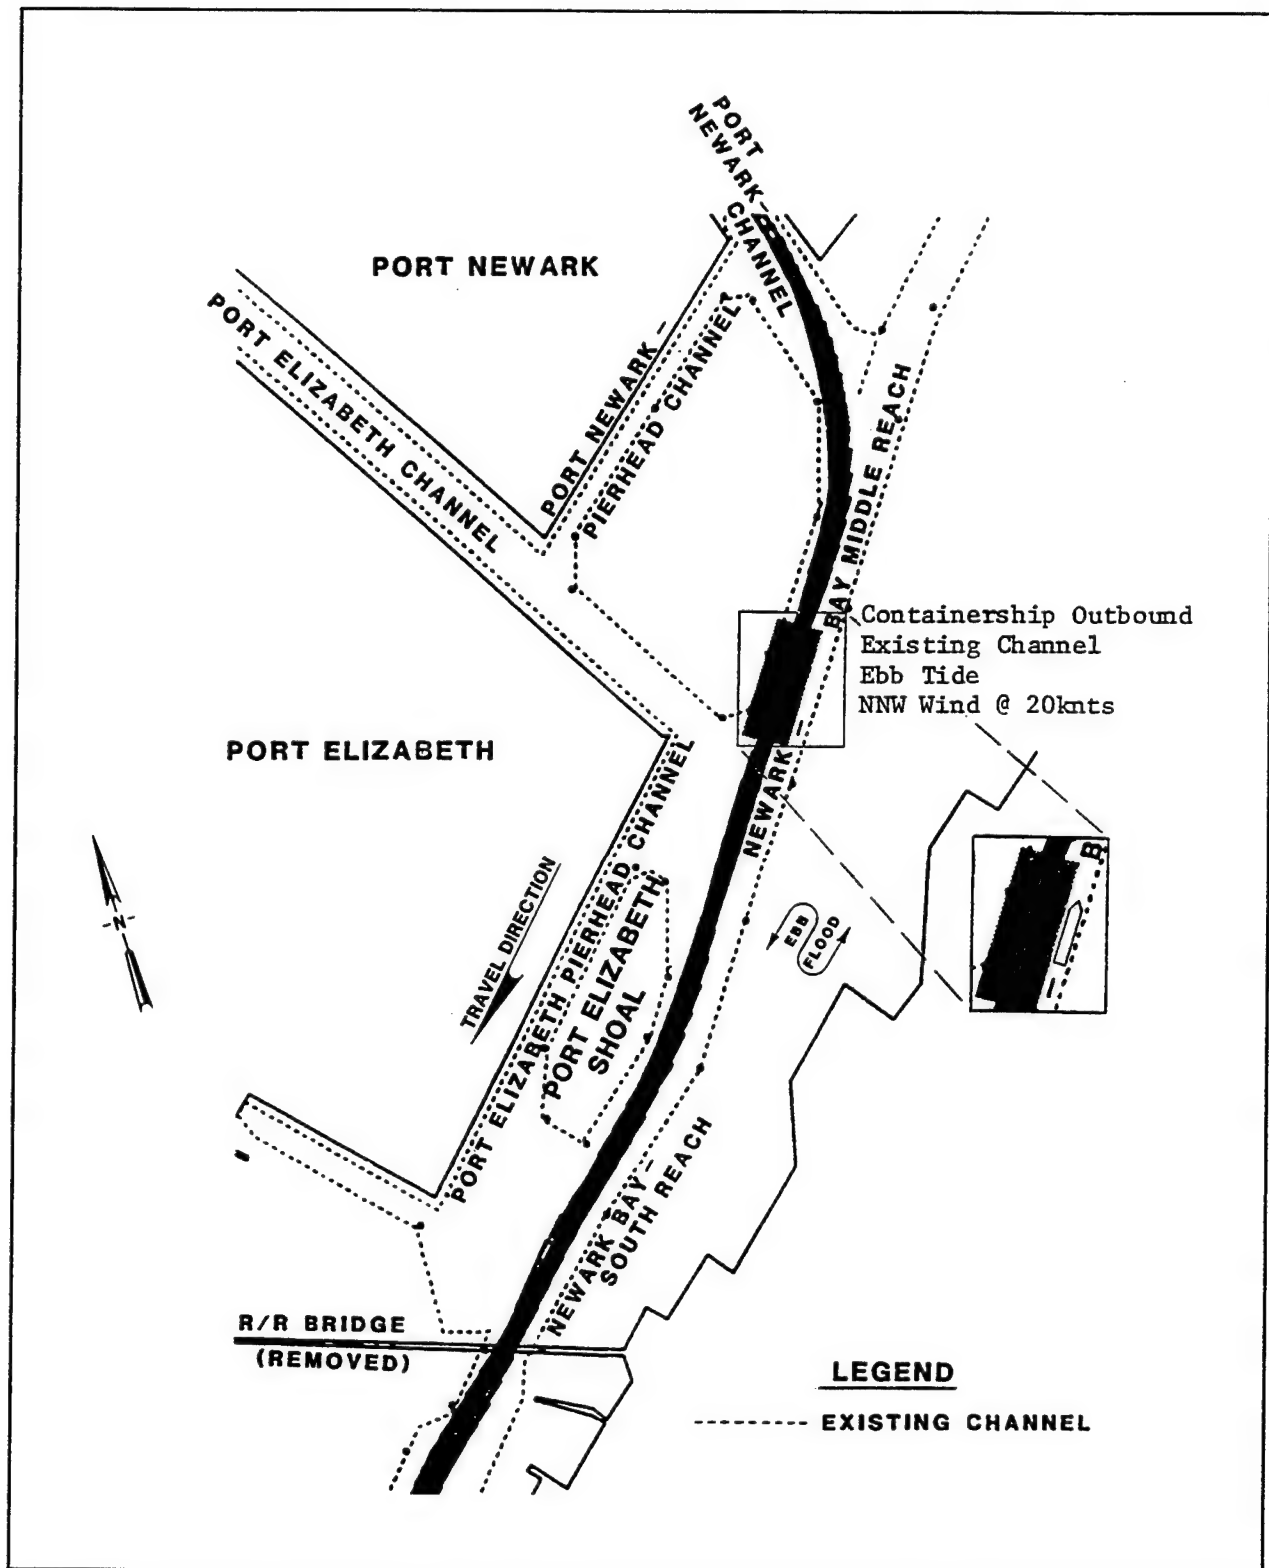 PORT
NEWARK-
CHANNEL
PORT NEWARK
PORT ELIZABETH CHANNEL
PORT NEWARK-
PIERHEAD CHANNEL
BAY MIDDLE REACH
Containership Outbound
Existing Channel
Ebb Tide
NNW Wind @ 20knts
PORT ELIZABETH
NEWARK
B
-N-
TRAVEL DIRECTION
PORT ELIZABETH PIERHEAD CHANNEL
PORT ELIZABETH
SHOAL
EBB
FLOOD
NEWARK BAY-
SOUTH REACH
R/R BRIDGE
(REMOVED)
LEGEND
EXISTING CHANNEL